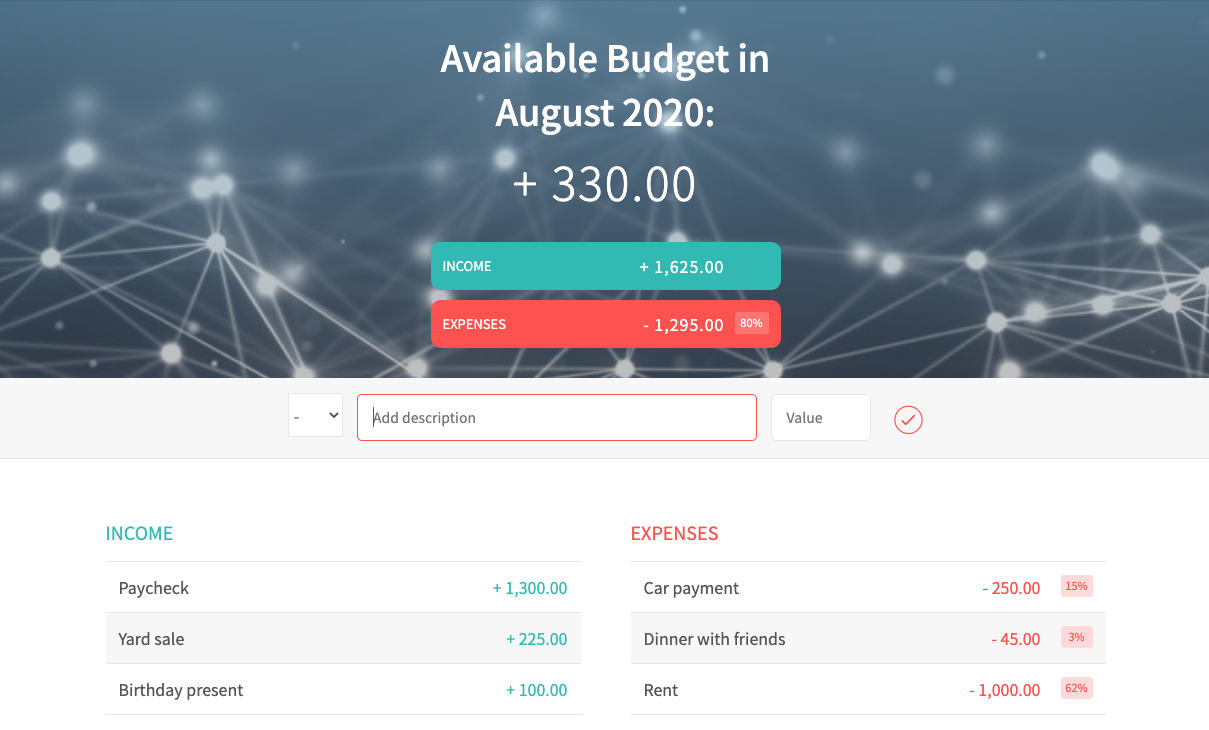 Available Budget in
August 2020:
+ 330.00
INCOME + 1,625.00
EXPENSES - 1,295.00 80%
- Add description Value
INCOME
Paycheck + 1,300.00
Yard sale + 225.00
Birthday present + 100.00
EXPENSES
Car payment - 250.00 15%
Dinner with friends - 45.00 3%
Rent - 1,000.00 62%